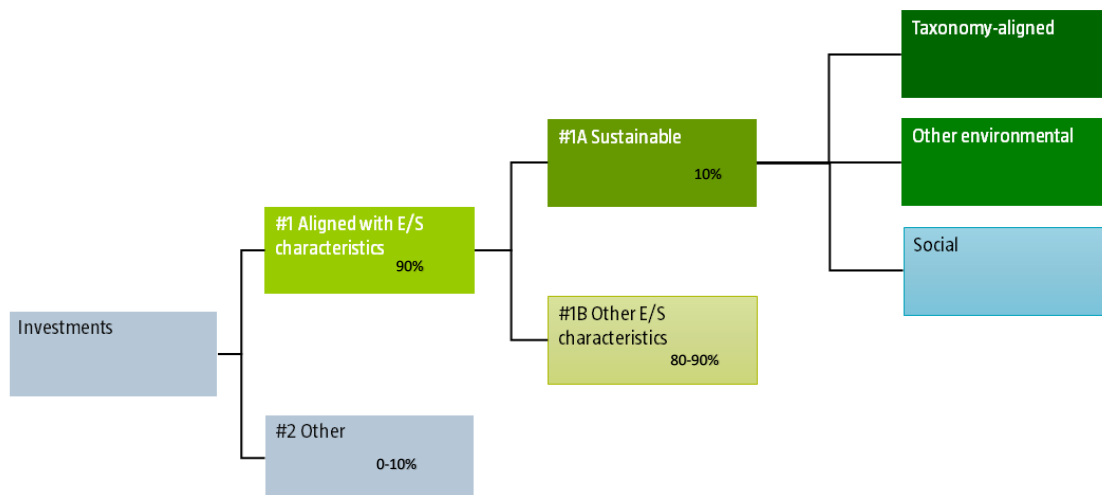 Taxonomy-aligned
#1A Sustainable
10%
Other environmental
#1 Aligned with E/S
characteristics
90%
Social
Investments
#1B Other E/S
characteristics
80-90%
#2 Other
0-10%